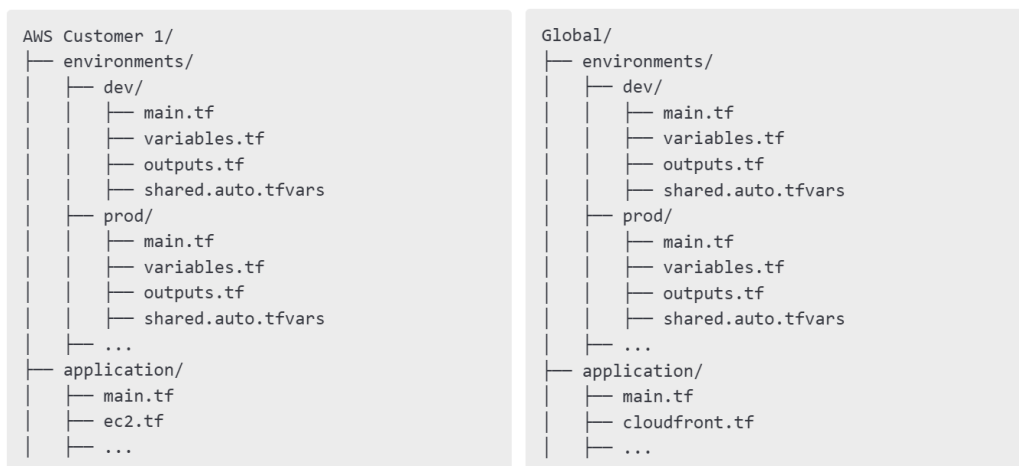 AWS Customer 1/
├── environments/
│   ├── dev/
│   │   ├── main.tf
│   │   ├── variables.tf
│   │   ├── outputs.tf
│   │   ├── shared.auto.tfvars
│   ├── prod/
│   │   ├── main.tf
│   │   ├── variables.tf
│   │   ├── outputs.tf
│   │   ├── shared.auto.tfvars
│   ├── ...
├── application/
│   ├── main.tf
│   ├── ec2.tf
│   ├── ...
Global/
├── environments/
│   ├── dev/
│   │   ├── main.tf
│   │   ├── variables.tf
│   │   ├── outputs.tf
│   │   ├── shared.auto.tfvars
│   ├── prod/
│   │   ├── main.tf
│   │   ├── variables.tf
│   │   ├── outputs.tf
│   │   ├── shared.auto.tfvars
│   ├── ...
├── application/
│   ├── main.tf
│   ├── cloudfront.tf
│   ├── ...